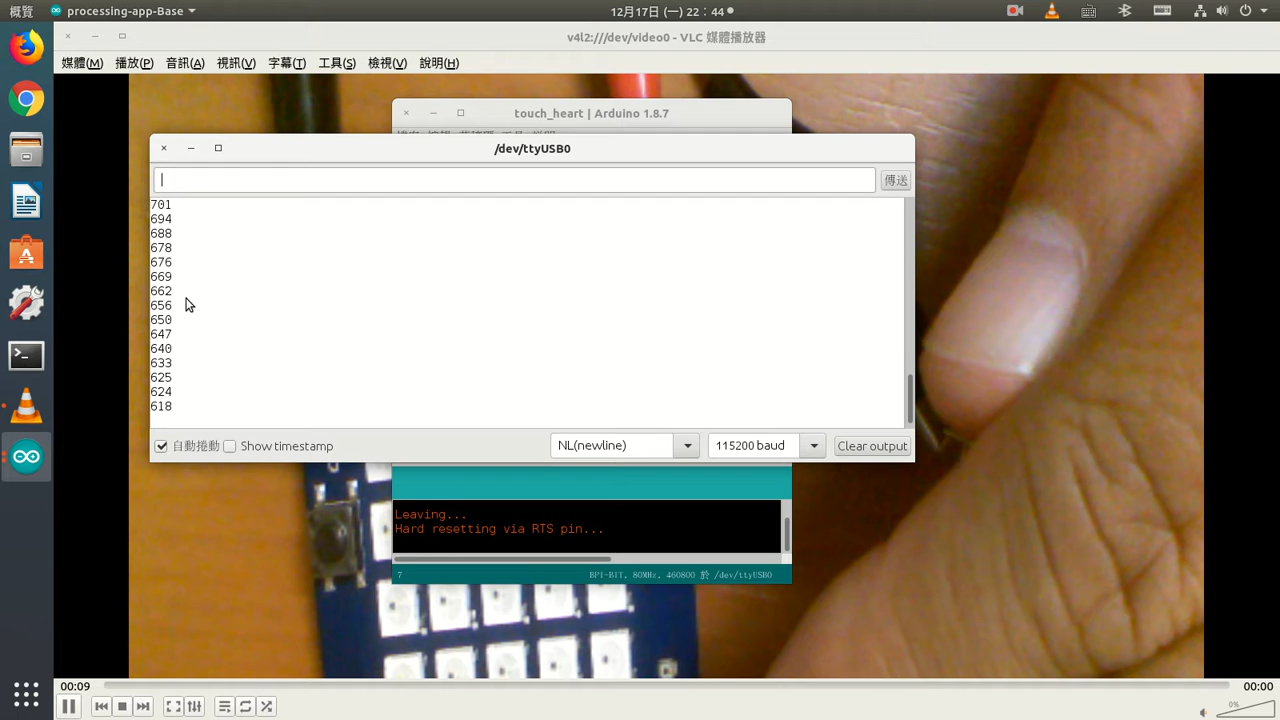 概覽 processing-app-Base 12月17日 (一) 22:44
v4l2:///dev/video0 - VLC 媒體播放器
媒體(M) 播放(P) 音訊(A) 視訊(V) 字幕(T) 工具(S) 檢視(V) 說明(H)
touch_heart | Arduino 1.8.7
/dev/ttyUSB0
傳送
701
694
688
678
676
669
662
656
650
647
640
633
625
624
618
自動捲動 Show timestamp NL(newline) 115200 baud Clear output
Leaving...
Hard resetting via RTS pin...
7 BPI-BIT, 80MHz, 460800 於 /dev/ttyUSB0
00:09 00:00
0%